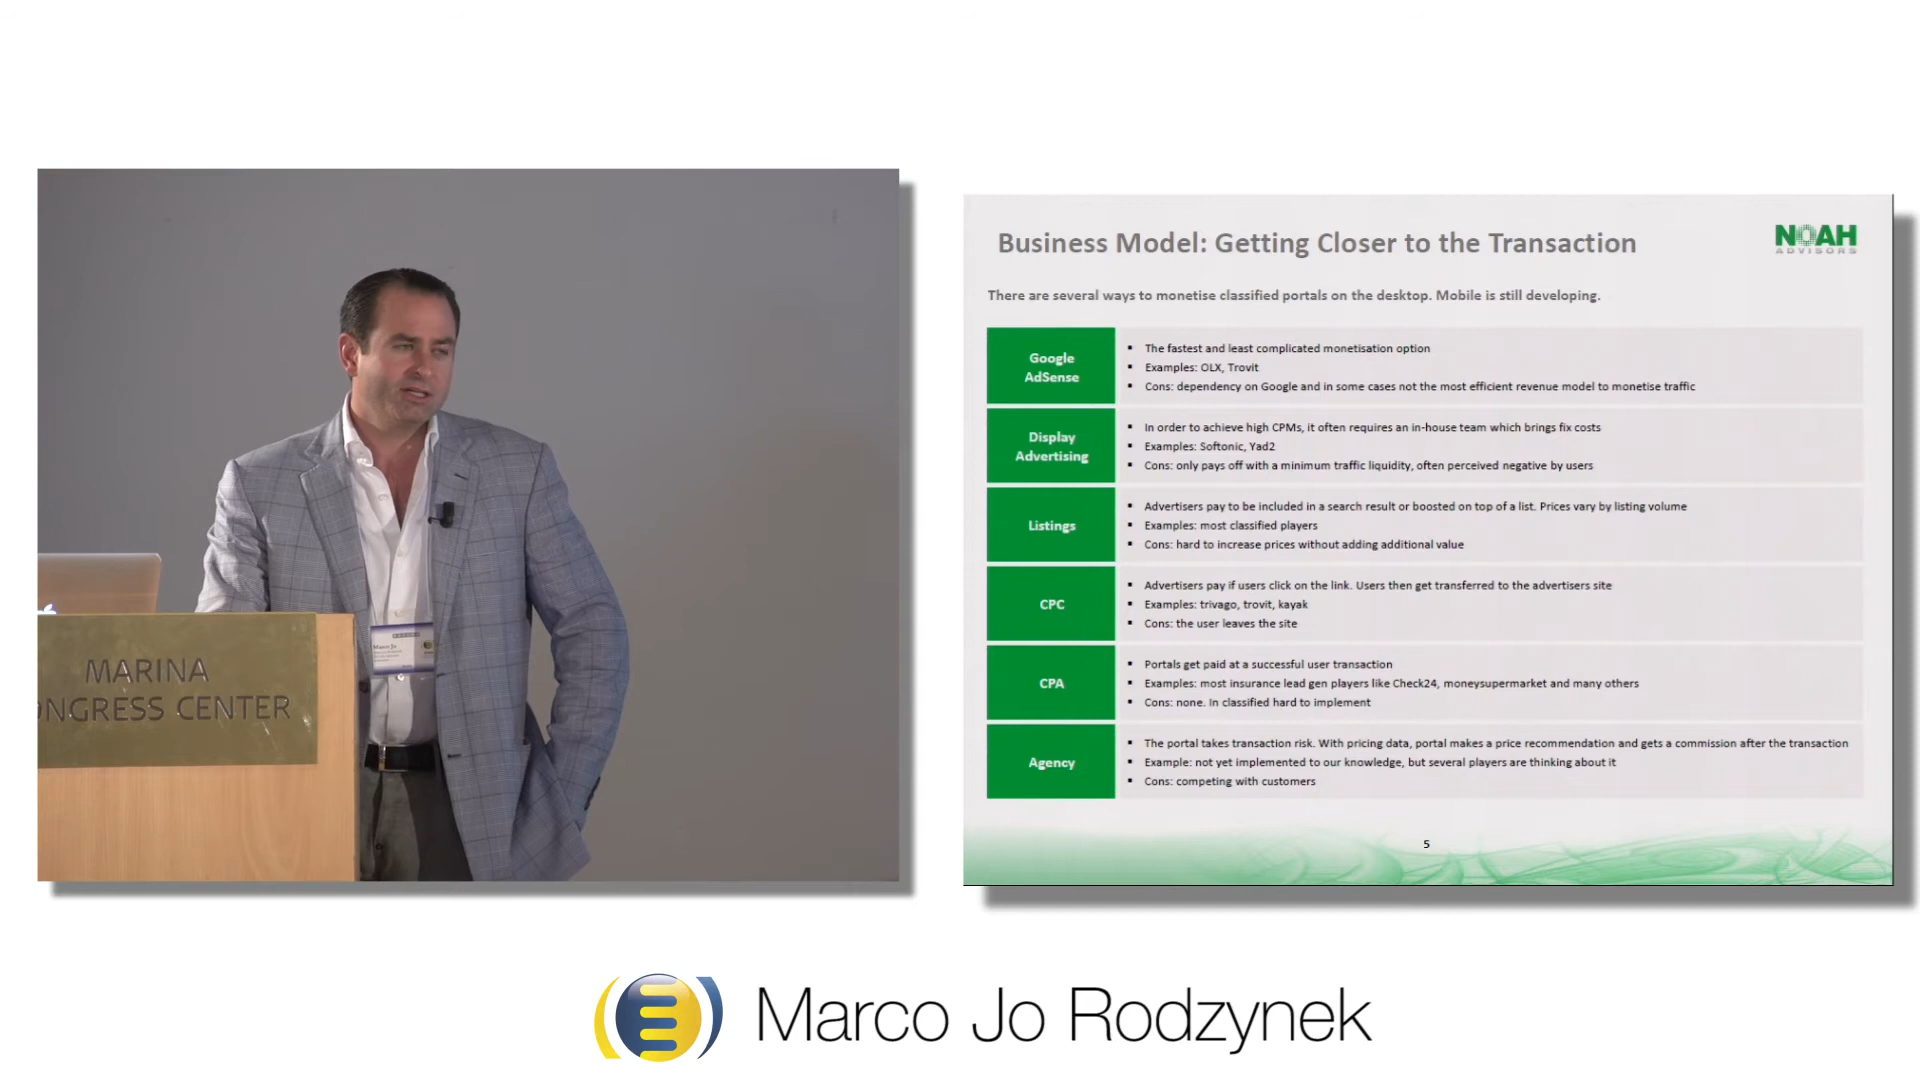 MARINA
NGRESS CENTER
Marco Jo
Business Model: Getting Closer to the Transaction
NOAH
ADVISORS
There are several ways to monetise classified portals on the desktop. Mobile is still developing.
Google
AdSense
▪ The fastest and least complicated monetisation option
▪ Examples: OLX, Trovit
▪ Cons: dependency on Google and in some cases not the most efficient revenue model to monetise traffic
Display
Advertising
▪ In order to achieve high CPMs, it often requires an in-house team which brings fix costs
▪ Examples: Softonic, Yad2
▪ Cons: only pays off with a minimum traffic liquidity, often perceived negative by users
Listings
▪ Advertisers pay to be included in a search result or boosted on top of a list. Prices vary by listing volume
▪ Examples: most classified players
▪ Cons: hard to increase prices without adding additional value
CPC
▪ Advertisers pay if users click on the link. Users then get transferred to the advertisers site
▪ Examples: trivago, trovit, kayak
▪ Cons: the user leaves the site
CPA
▪ Portals get paid at a successful user transaction
▪ Examples: most insurance lead gen players like Check24, moneysupermarket and many others
▪ Cons: none. In classified hard to implement
Agency
▪ The portal takes transaction risk. With pricing data, portal makes a price recommendation and gets a commission after the transaction
▪ Example: not yet implemented to our knowledge, but several players are thinking about it
▪ Cons: competing with customers
5
Marco Jo Rodzynek